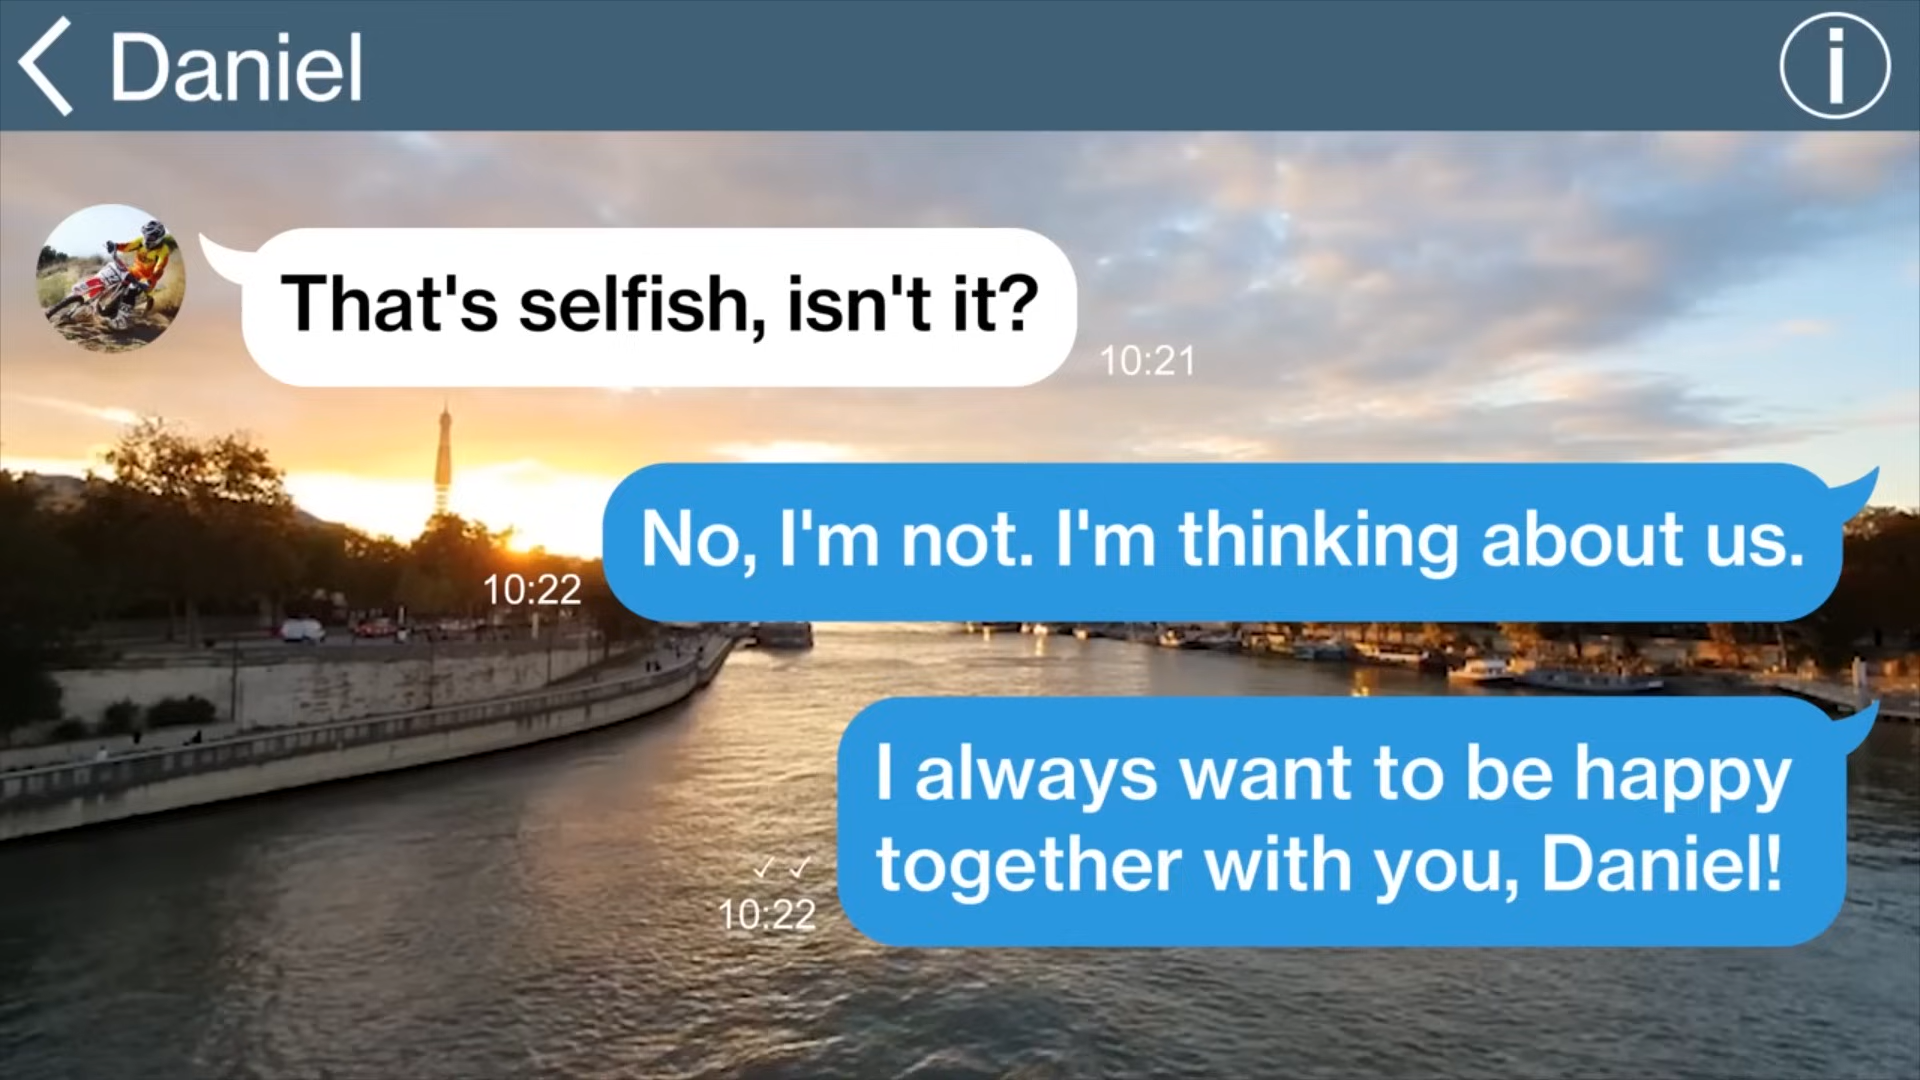 Daniel
i
That's selfish, isn't it?
10:21
No, I'm not. I'm thinking about us.
10:22
I always want to be happy
together with you, Daniel!
10:22